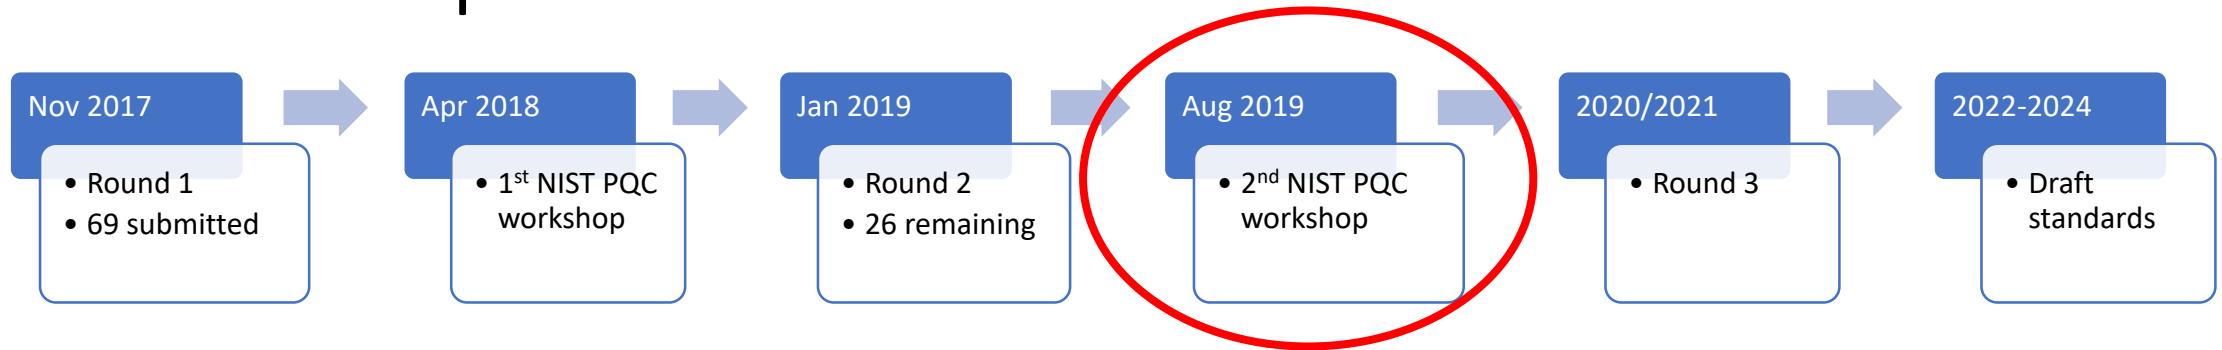 Nov 2017
• Round 1
• 69 submitted
Apr 2018
• 1st NIST PQC
workshop
Jan 2019
• Round 2
• 26 remaining
Aug 2019
• 2nd NIST PQC
workshop
2020/2021
• Round 3
2022-2024
• Draft
standards